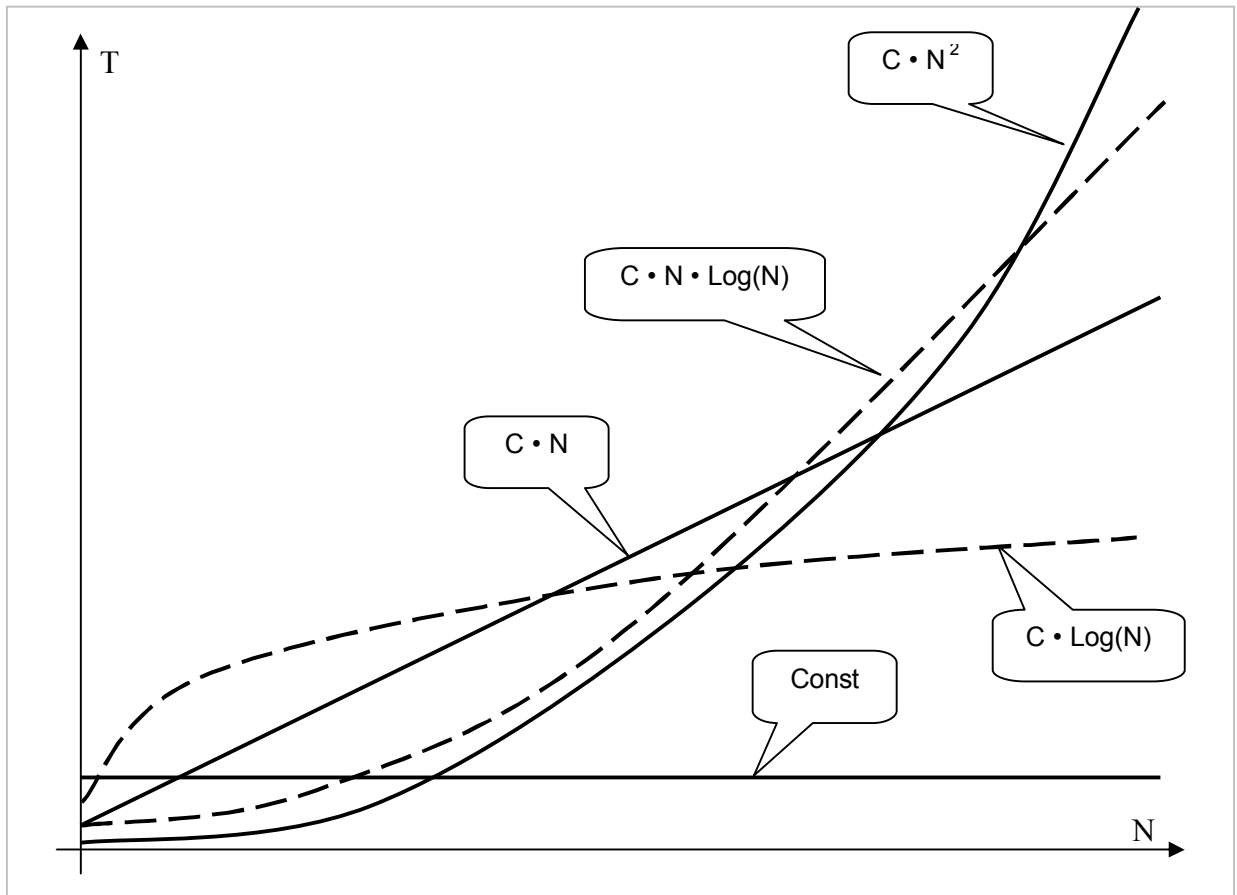 T
C • N²
C • N • Log(N)
C • N
C • Log(N)
Const
N